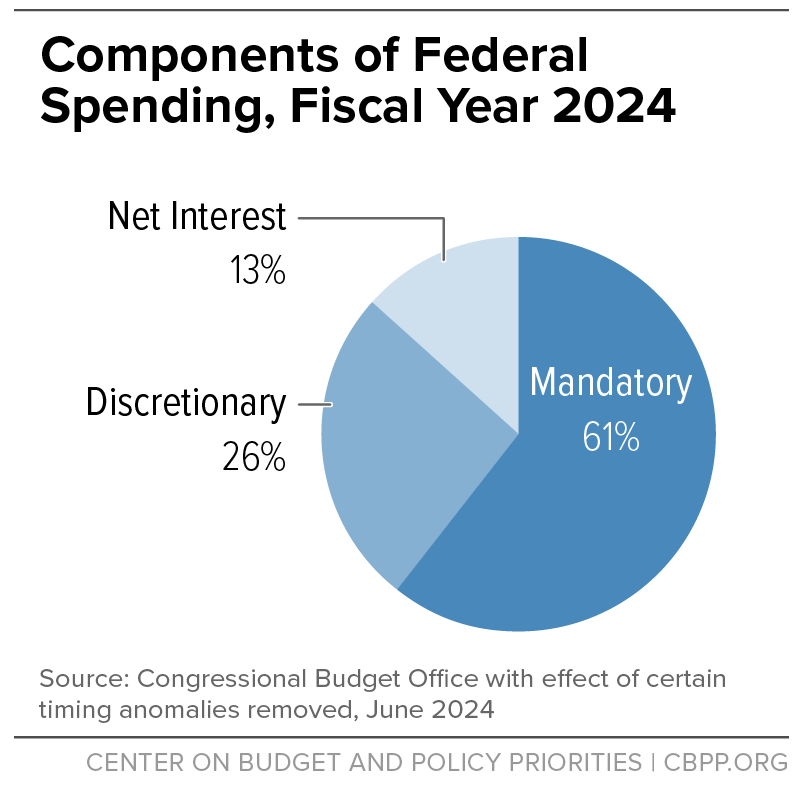 Components of Federal
Spending, Fiscal Year 2024
Net Interest
13%
Discretionary
26%
Mandatory
61%
Source: Congressional Budget Office with effect of certain
timing anomalies removed, June 2024
CENTER ON BUDGET AND POLICY PRIORITIES | CBPP.ORG